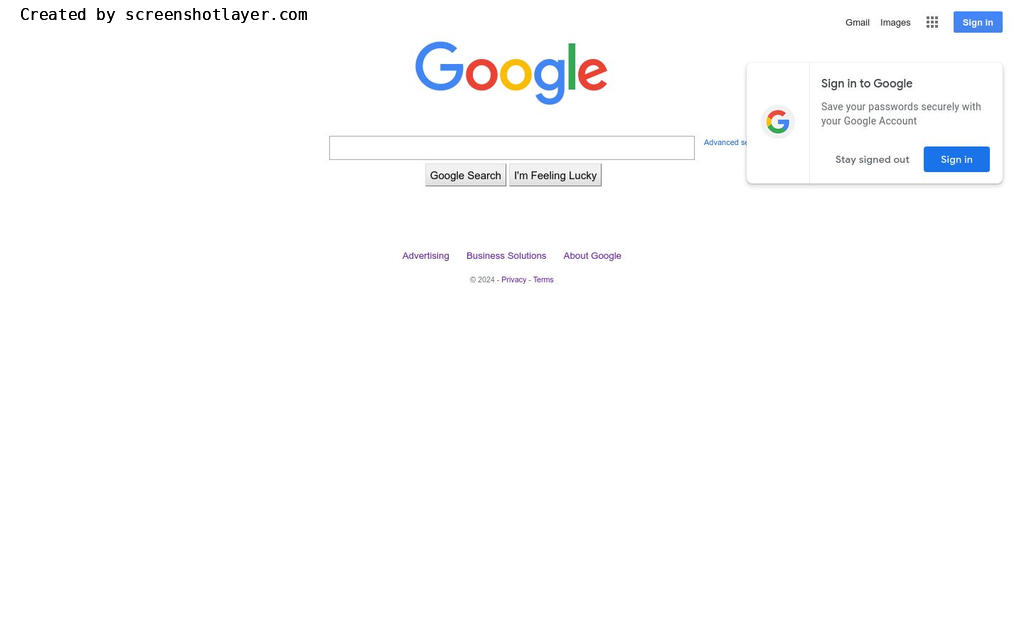 Created by screenshotlayer.com
Gmail Images Sign in
Google
Sign in to Google
Save your passwords securely with
your Google Account
Stay signed out Sign in
Advanced
Google Search I'm Feeling Lucky
Advertising Business Solutions About Google
© 2024 - Privacy - Terms